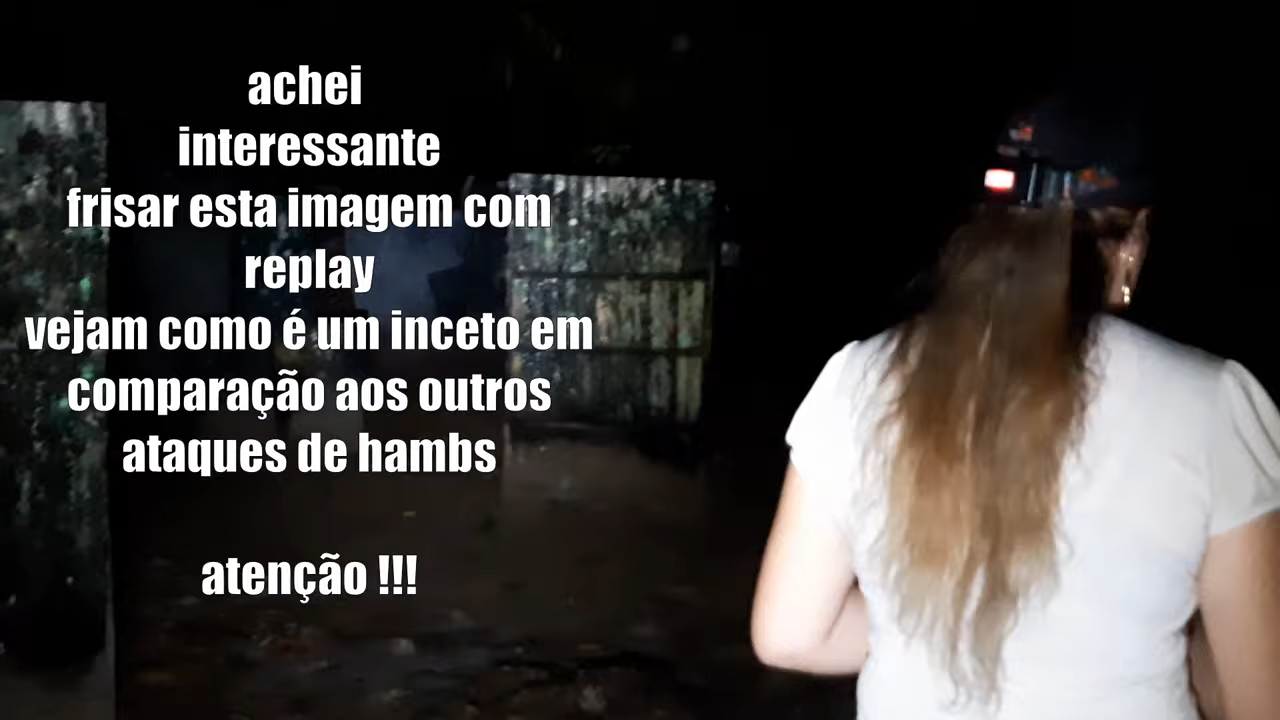 achei
interessante
frisar esta imagem com
replay
vejam como é um inceto em
comparação aos outros
ataques de hambs
atenção !!!